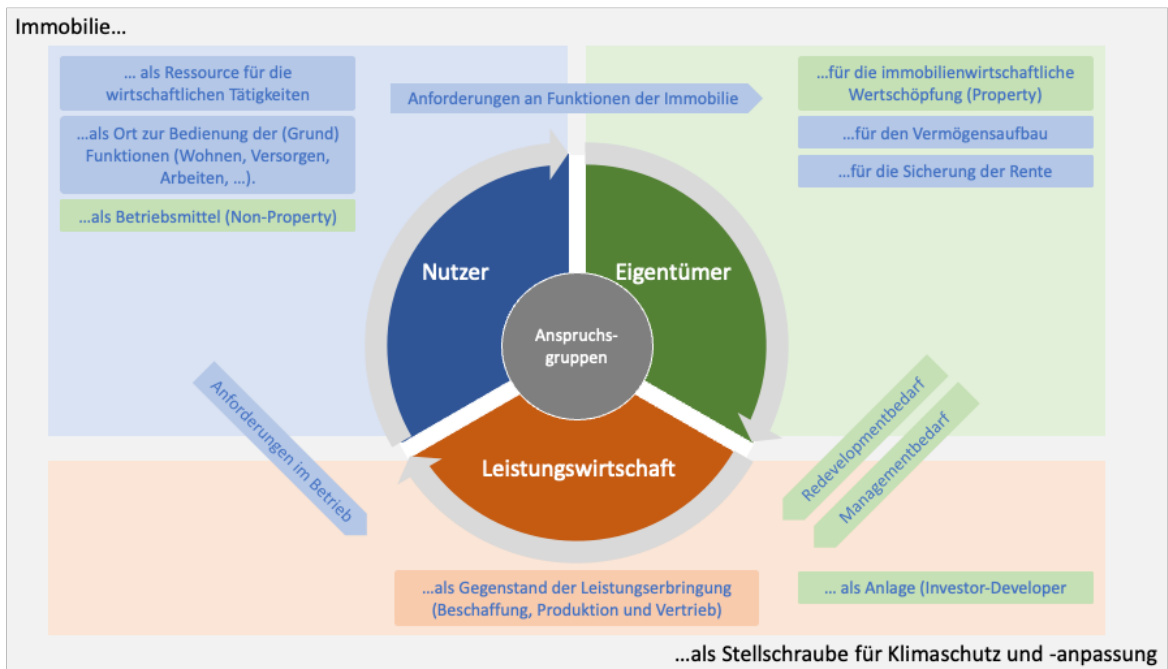 Immobilie...
... als Ressource für die
wirtschaftlichen Tätigkeiten
...als Ort zur Bedienung der (Grund)
Funktionen (Wohnen, Versorgen,
Arbeiten, ...).
...als Betriebsmittel (Non-Property)
Anforderungen an Funktionen der Immobilie
...für die immobilienwirtschaftliche
Wertschöpfung (Property)
...für den Vermögensaufbau
...für die Sicherung der Rente
Nutzer
Eigentümer
Anspruchs-
gruppen
Leistungswirtschaft
Anforderungen im Betrieb
Redevelopmentbedarf
Managementbedarf
...als Gegenstand der Leistungserbringung
(Beschaffung, Produktion und Vertrieb)
... als Anlage (Investor-Developer
...als Stellschraube für Klimaschutz und -anpassung